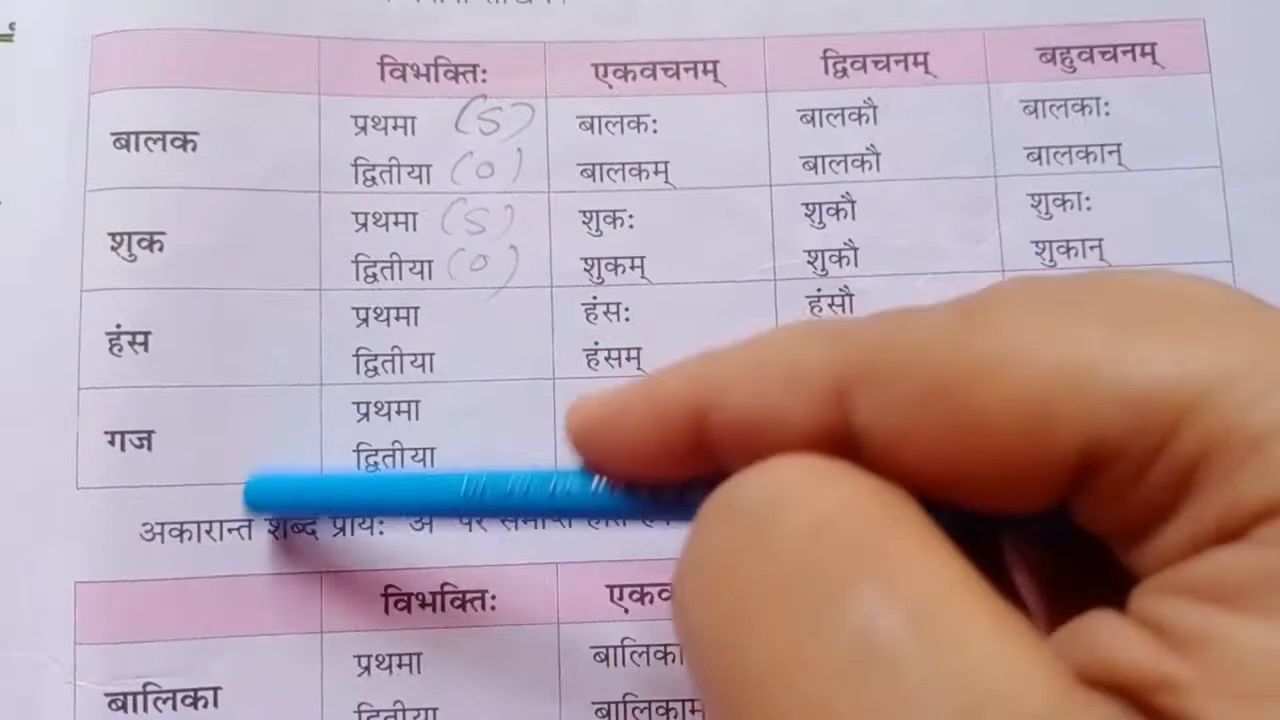 विभक्तिः एकवचनम् द्विवचनम् बहुवचनम्
बालक प्रथमा (S) बालकः बालकौ बालकाः
द्वितीया (O) बालकम् बालकौ बालकान्
शुक प्रथमा (S) शुकः शुकौ शुकाः
द्वितीया (O) शुकम् शुकौ शुकान्
हंस प्रथमा हंसः हंसौ
द्वितीया हंसम्
गज प्रथमा
द्वितीया
अकारान्त शब्द प्रायः 'अ' पर
विभक्तिः
बालिका प्रथमा बालिका
द्वितीया